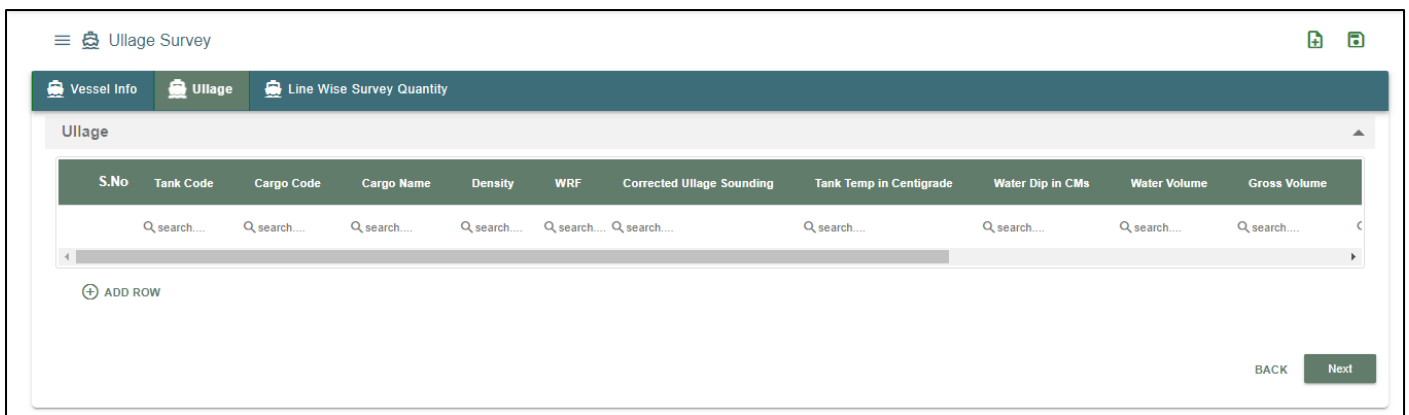 Ullage Survey
Vessel Info Ullage Line Wise Survey Quantity
Ullage
S.No Tank Code Cargo Code Cargo Name Density WRF Corrected Ullage Sounding Tank Temp in Centigrade Water Dip in CMs Water Volume Gross Volume
search.... search.... search.... search.... search.... search.... search.... search.... search.... search....
ADD ROW
BACK Next